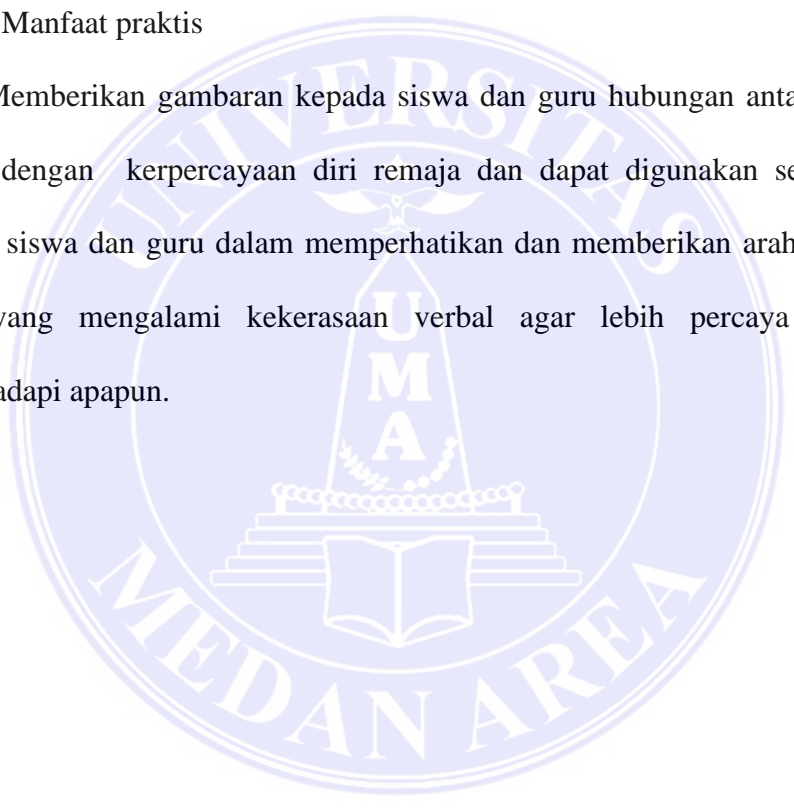 Manfaat praktis
Memberikan gambaran kepada siswa dan guru hubungan anta
dengan kerpercayaan diri remaja dan dapat digunakan se
siswa dan guru dalam memperhatikan dan memberikan arah
yang mengalami kekerasaan verbal agar lebih percaya
adapi apapun.
UNIVERSITAS
U
M
A
MEDAN AREA